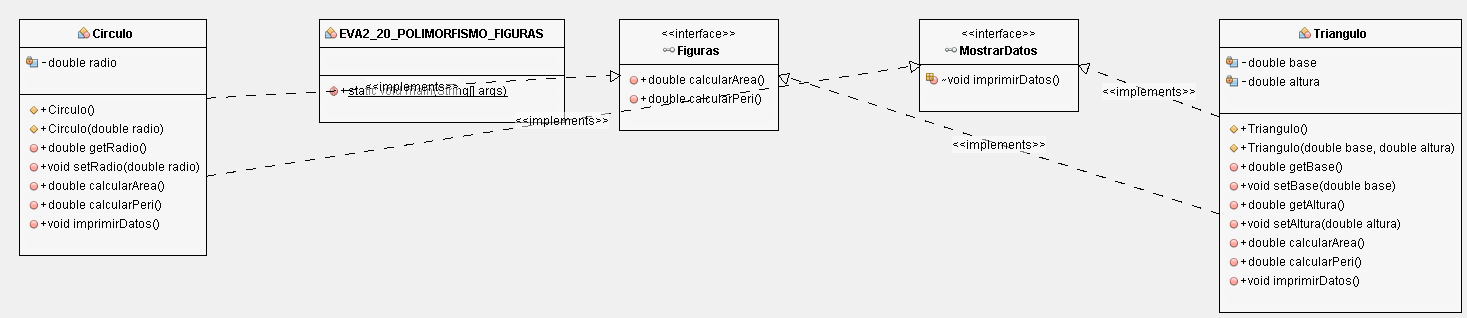 Circulo
- double radio
+ Circulo()
+ Circulo(double radio)
+ double getRadio()
+ void setRadio(double radio)
+ double calcularArea()
+ double calcularPeri()
+ void imprimirDatos()
EVA2_20_POLIMORFISMO_FIGURAS
+ static void main(String[] args)
<<implements>>
<<implements>>
<<interface>>
Figuras
+ double calcularArea()
+ double calcularPeri()
<<interface>>
MostrarDatos
~ void imprimirDatos()
<<implements>>
<<implements>>
Triangulo
- double base
- double altura
+ Triangulo()
+ Triangulo(double base, double altura)
+ double getBase()
+ void setBase(double base)
+ double getAltura()
+ void setAltura(double altura)
+ double calcularArea()
+ double calcularPeri()
+ void imprimirDatos()